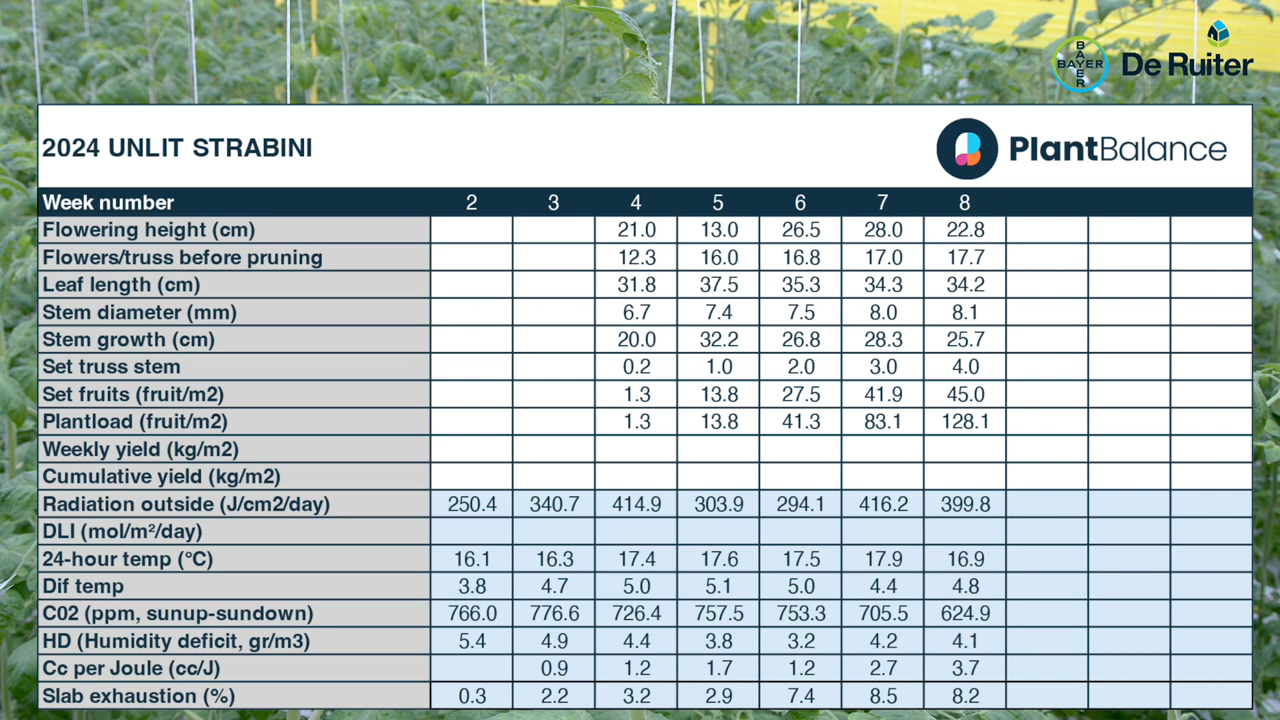 BAYER
BAYER
De Ruiter
2024 UNLIT STRABINI
PlantBalance
Week number 2 3 4 5 6 7 8
Flowering height (cm) 21.0 13.0 26.5 28.0 22.8
Flowers/truss before pruning 12.3 16.0 16.8 17.0 17.7
Leaf length (cm) 31.8 37.5 35.3 34.3 34.2
Stem diameter (mm) 6.7 7.4 7.5 8.0 8.1
Stem growth (cm) 20.0 32.2 26.8 28.3 25.7
Set truss stem 0.2 1.0 2.0 3.0 4.0
Set fruits (fruit/m2) 1.3 13.8 27.5 41.9 45.0
Plantload (fruit/m2) 1.3 13.8 41.3 83.1 128.1
Weekly yield (kg/m2)
Cumulative yield (kg/m2)
Radiation outside (J/cm2/day) 250.4 340.7 414.9 303.9 294.1 416.2 399.8
DLI (mol/m²/day)
24-hour temp (°C) 16.1 16.3 17.4 17.6 17.5 17.9 16.9
Dif temp 3.8 4.7 5.0 5.1 5.0 4.4 4.8
C02 (ppm, sunup-sundown) 766.0 776.6 726.4 757.5 753.3 705.5 624.9
HD (Humidity deficit, gr/m3) 5.4 4.9 4.4 3.8 3.2 4.2 4.1
Cc per Joule (cc/J) 0.9 1.2 1.7 1.2 2.7 3.7
Slab exhaustion (%) 0.3 2.2 3.2 2.9 7.4 8.5 8.2